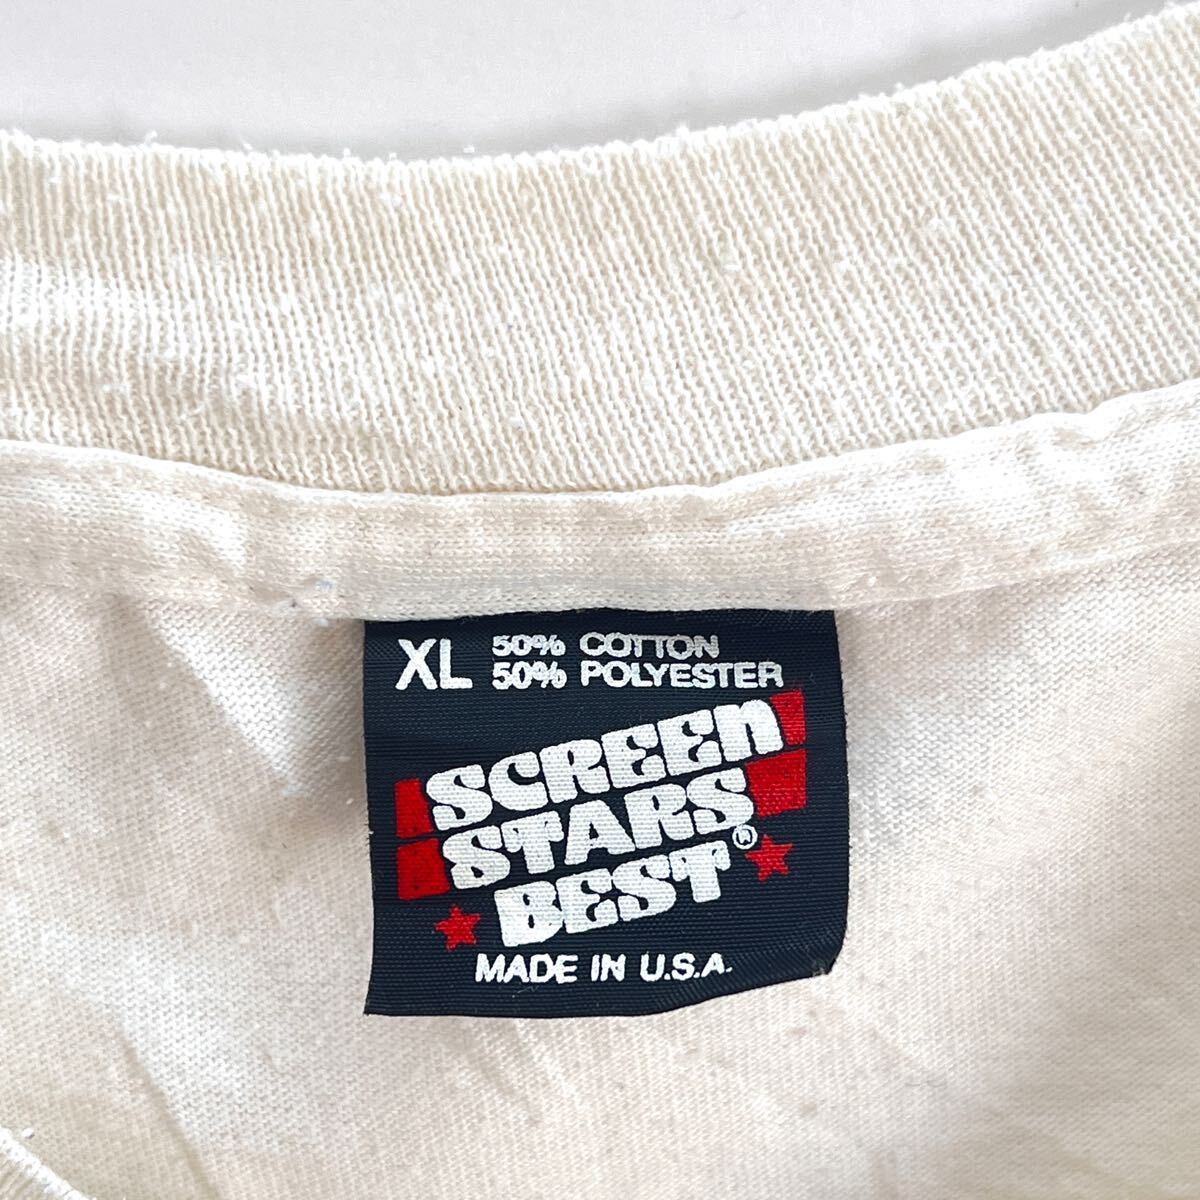 XL 50% COTTON
50% POLYESTER
SCREEn
STARS
BEST®
MADE IN U.S.A.